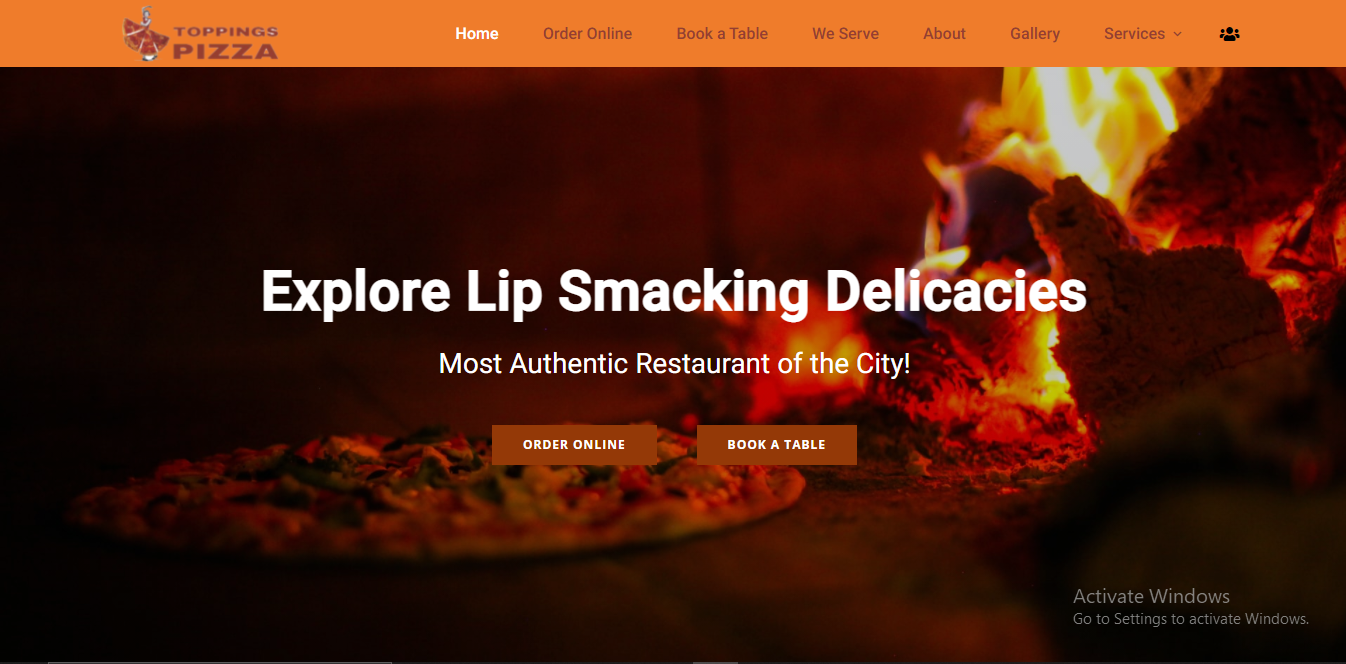 TOPPINGS
PIZZA
Home Order Online Book a Table We Serve About Gallery Services
Explore Lip Smacking Delicacies
Most Authentic Restaurant of the City!
ORDER ONLINE BOOK A TABLE
Activate Windows
Go to Settings to activate Windows.